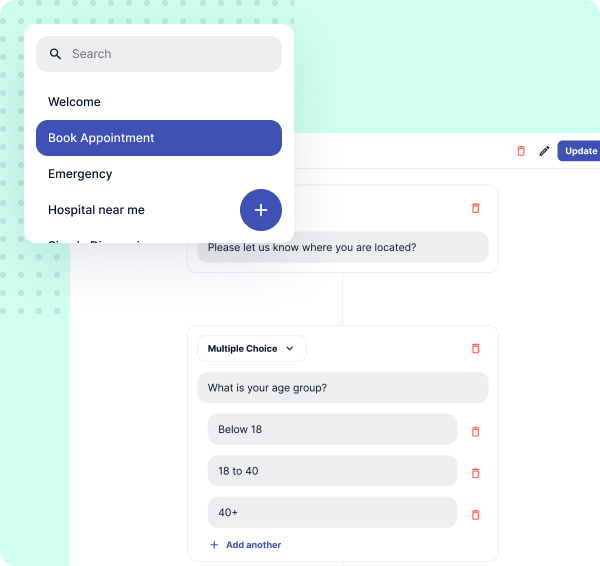 Search
Welcome
Book Appointment
Emergency
Hospital near me
Update
Please let us know where you are located?
Multiple Choice
What is your age group?
Below 18
18 to 40
40+
Add another